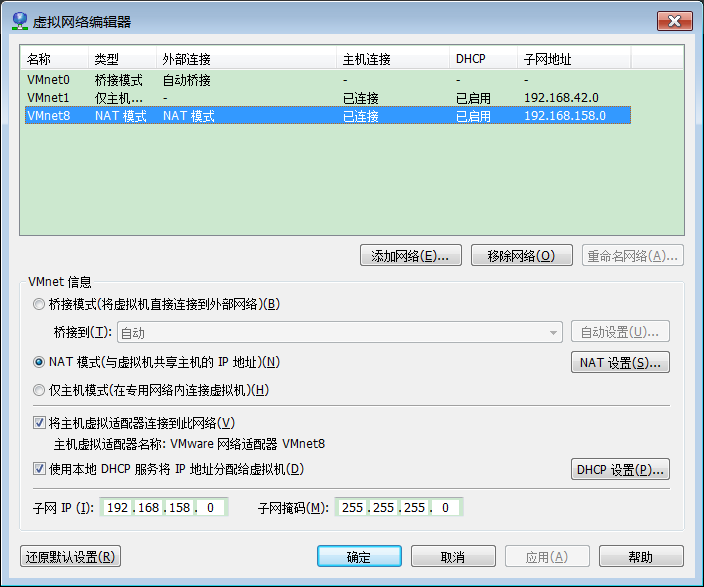 虚拟网络编辑器
名称 类型 外部连接 主机连接 DHCP 子网地址
VMnet0 桥接模式 自动桥接 - - -
VMnet1 仅主机... - 已连接 已启用 192.168.42.0
VMnet8 NAT 模式 NAT 模式 已连接 已启用 192.168.158.0
添加网络(E)... 移除网络(O) 重命名网络(A)...
VMnet 信息
桥接模式(将虚拟机直接连接到外部网络)(B)
桥接到(T): 自动 自动设置(U)...
NAT 模式(与虚拟机共享主机的 IP 地址)(N) NAT 设置(S)...
仅主机模式(在专用网络内连接虚拟机)(H)
将主机虚拟适配器连接到此网络(V)
主机虚拟适配器名称: VMware 网络适配器 VMnet8
使用本地 DHCP 服务将 IP 地址分配给虚拟机(D) DHCP 设置(P)...
子网 IP (I): 192 .168 .158 . 0 子网掩码(M): 255 .255 .255 . 0
还原默认设置(R) 确定 取消 应用(A) 帮助